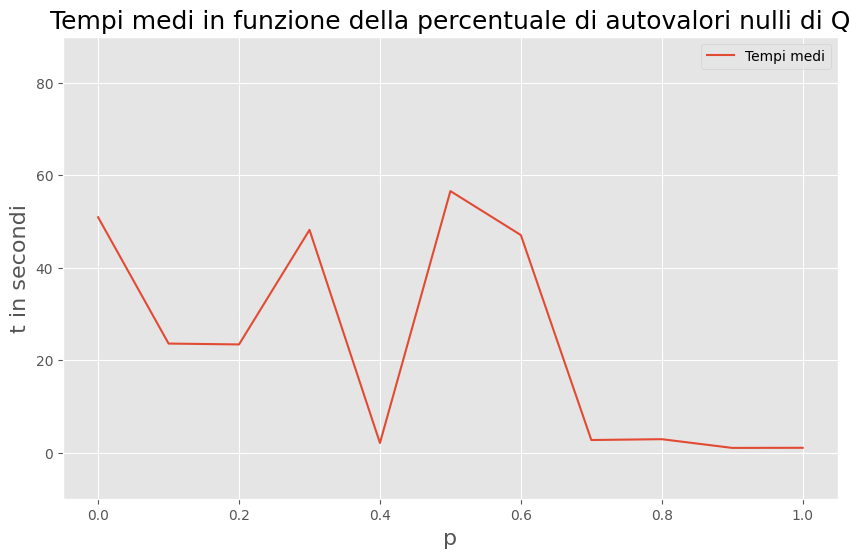 Tempi medi in funzione della percentuale di autovalori nulli di Q
Tempi medi
80
60
40
20
0
t in secondi
0.0 0.2 0.4 0.6 0.8 1.0
p